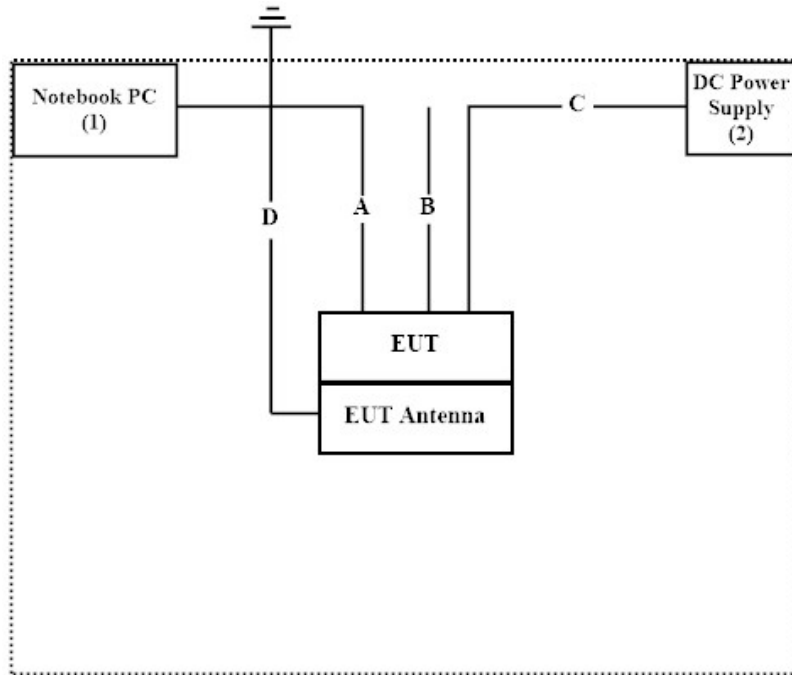 Notebook PC
(1)
DC Power
Supply
(2)
C
D
A
B
EUT
EUT Antenna